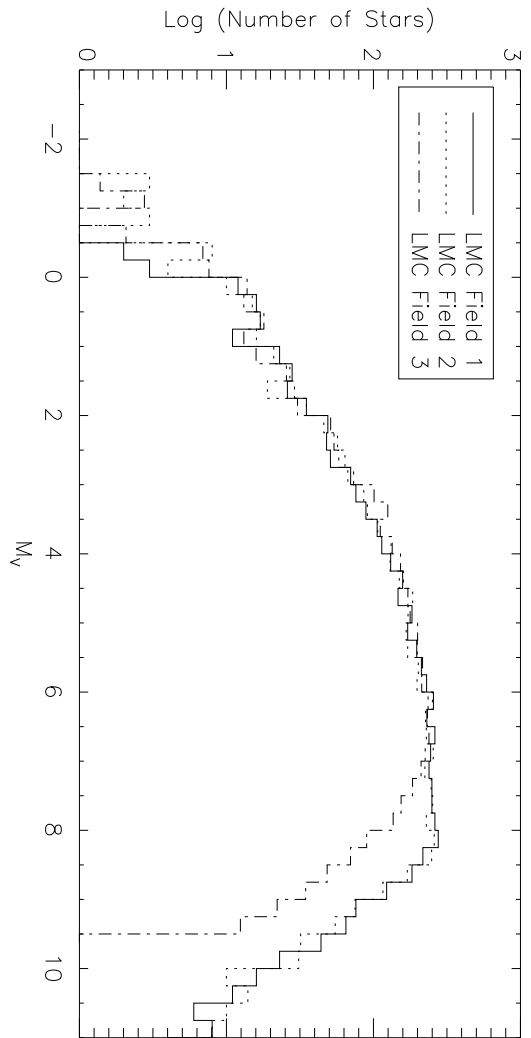 Log (Number of Stars)
0 1 2 3
LMC Field 1
LMC Field 2
LMC Field 3
-2 0 2 4 6 8 10
Mv